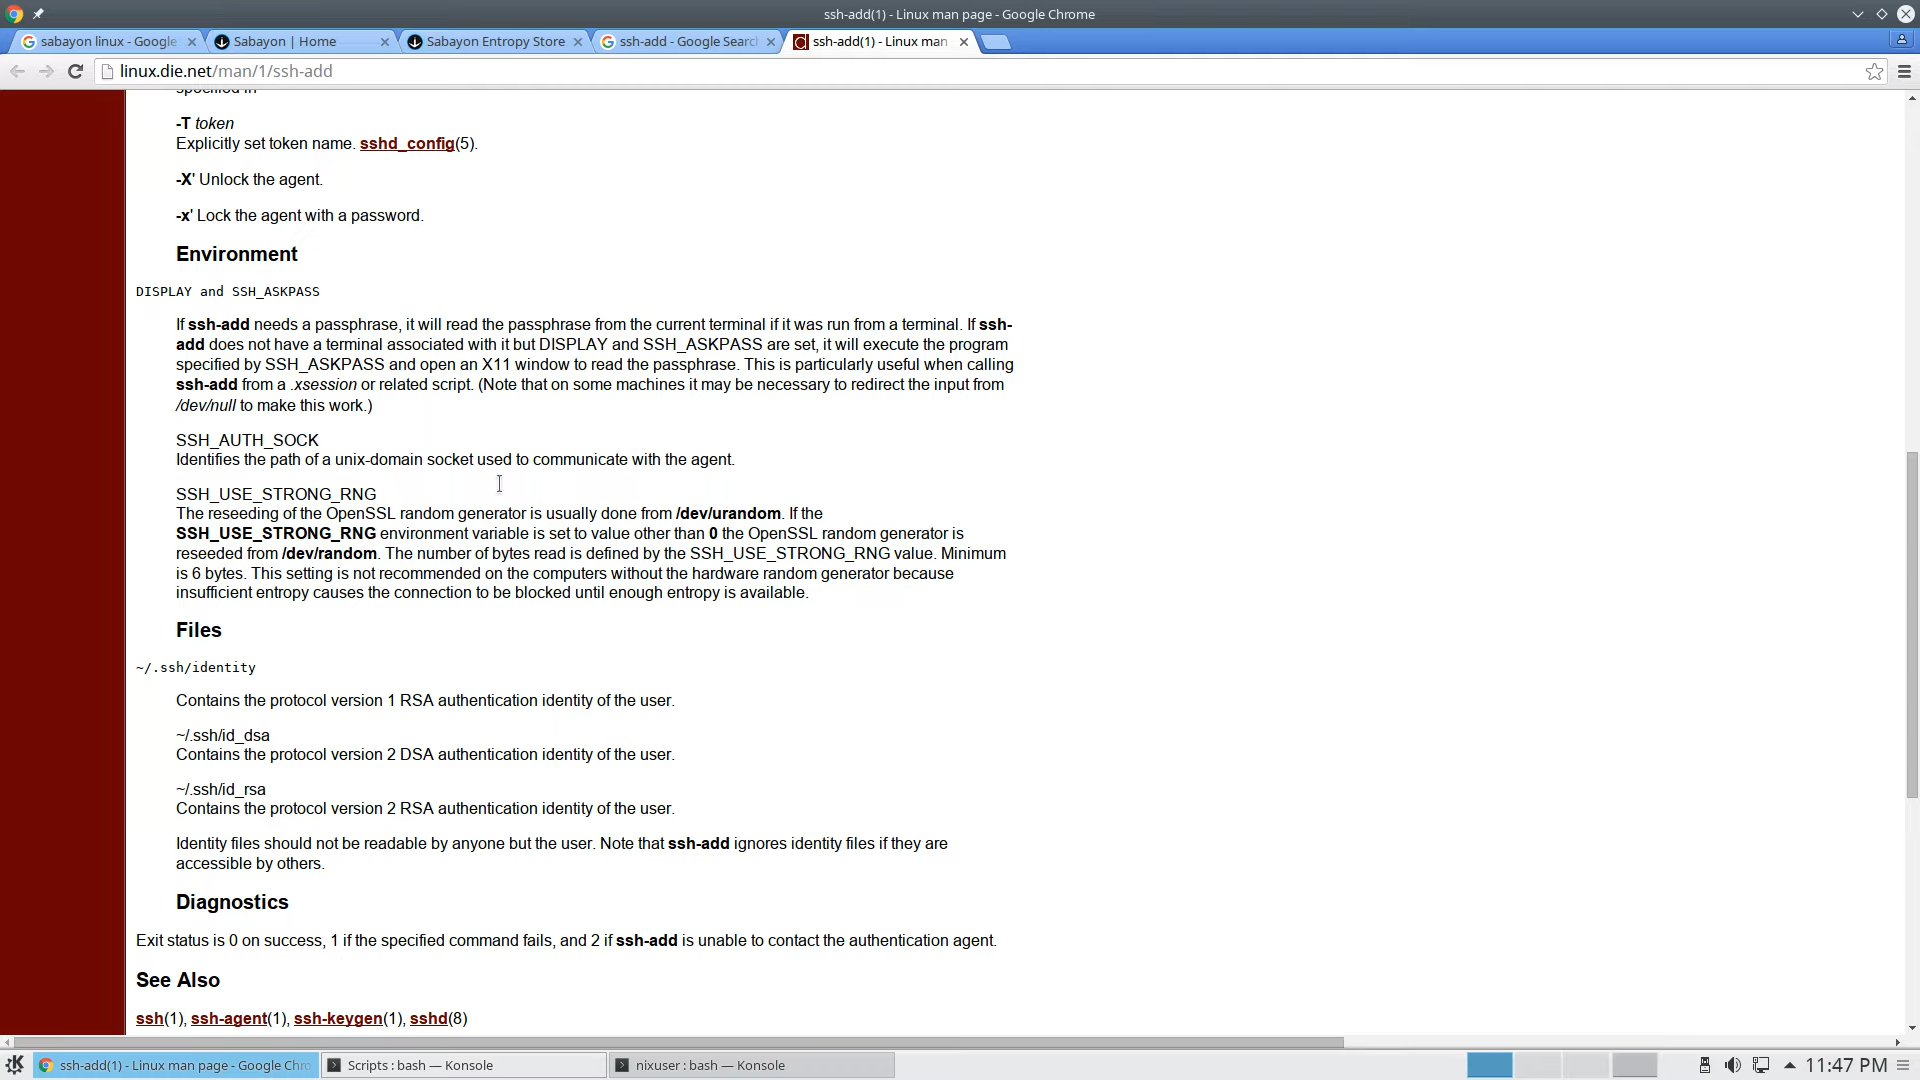 ssh-add(1) - Linux man page - Google Chrome
sabayon linux - Google
Sabayon | Home
Sabayon Entropy Store
ssh-add - Google Searc
ssh-add(1) - Linux man
linux.die.net/man/1/ssh-add
specified in
-T token
Explicitly set token name. sshd_config(5).
-X' Unlock the agent.
-x' Lock the agent with a password.
Environment
DISPLAY and SSH_ASKPASS
If ssh-add needs a passphrase, it will read the passphrase from the current terminal if it was run from a terminal. If ssh-
add does not have a terminal associated with it but DISPLAY and SSH_ASKPASS are set, it will execute the program
specified by SSH_ASKPASS and open an X11 window to read the passphrase. This is particularly useful when calling
ssh-add from a .xsession or related script. (Note that on some machines it may be necessary to redirect the input from
/dev/null to make this work.)
SSH_AUTH_SOCK
Identifies the path of a unix-domain socket used to communicate with the agent.
SSH_USE_STRONG_RNG
The reseeding of the OpenSSL random generator is usually done from /dev/urandom. If the
SSH_USE_STRONG_RNG environment variable is set to value other than 0 the OpenSSL random generator is
reseeded from /dev/random. The number of bytes read is defined by the SSH_USE_STRONG_RNG value. Minimum
is 6 bytes. This setting is not recommended on the computers without the hardware random generator because
insufficient entropy causes the connection to be blocked until enough entropy is available.
Files
~/.ssh/identity
Contains the protocol version 1 RSA authentication identity of the user.
~/.ssh/id_dsa
Contains the protocol version 2 DSA authentication identity of the user.
~/.ssh/id_rsa
Contains the protocol version 2 RSA authentication identity of the user.
Identity files should not be readable by anyone but the user. Note that ssh-add ignores identity files if they are
accessible by others.
Diagnostics
Exit status is 0 on success, 1 if the specified command fails, and 2 if ssh-add is unable to contact the authentication agent.
See Also
ssh(1), ssh-agent(1), ssh-keygen(1), sshd(8)
ssh-add(1) - Linux man page - Google Chro
Scripts : bash — Konsole
nixuser : bash — Konsole
11:47 PM